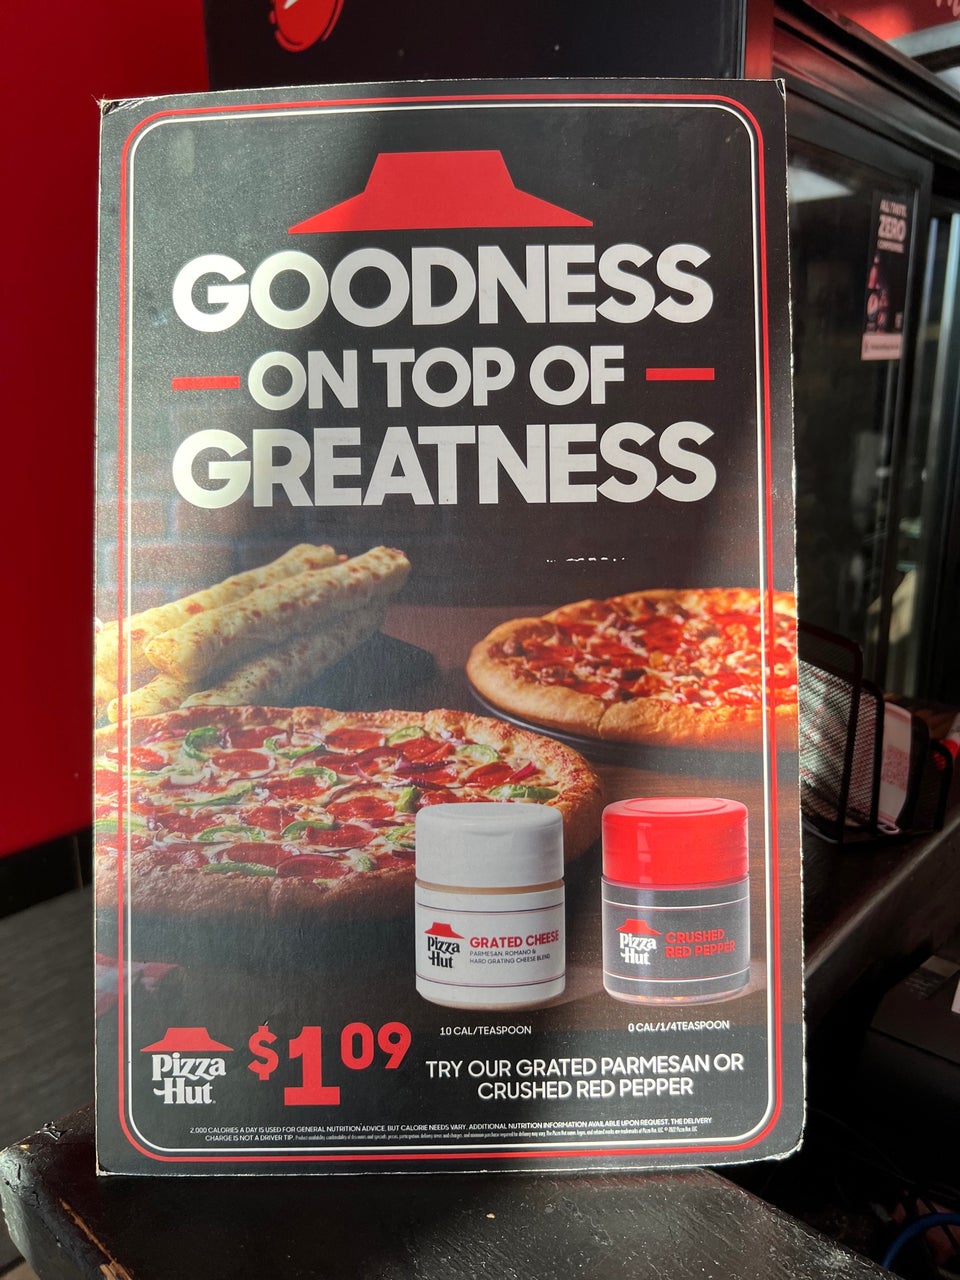 GOODNESS
ON TOP OF
GREATNESS
Pizza
Hut
GRATED CHEESE
PARMESAN, ROMANO &
HARD GRATING CHEESE BLEND
Pizza
Hut
CRUSHED
RED PEPPER
10 CAL/TEASPOON
0 CAL/1/4TEASPOON
Pizza
Hut
$109
TRY OUR GRATED PARMESAN OR
CRUSHED RED PEPPER
2,000 CALORIES A DAY IS USED FOR GENERAL NUTRITION ADVICE, BUT CALORIE NEEDS VARY. ADDITIONAL NUTRITION INFORMATION AVAILABLE UPON REQUEST. THE DELIVERY
CHARGE IS NOT A DRIVER TIP.
ZERO